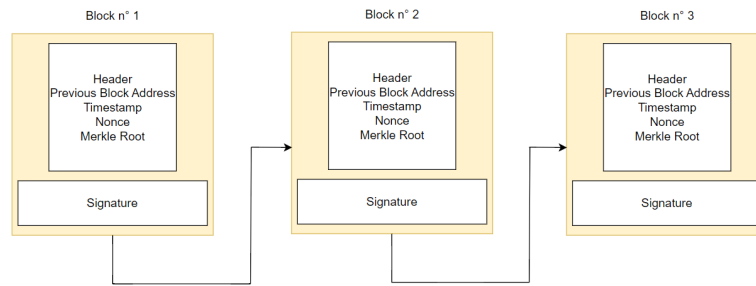 Block n° 1
Header
Previous Block Address
Timestamp
Nonce
Merkle Root
Signature
Block n° 2
Header
Previous Block Address
Timestamp
Nonce
Merkle Root
Signature
Block n° 3
Header
Previous Block Address
Timestamp
Nonce
Merkle Root
Signature